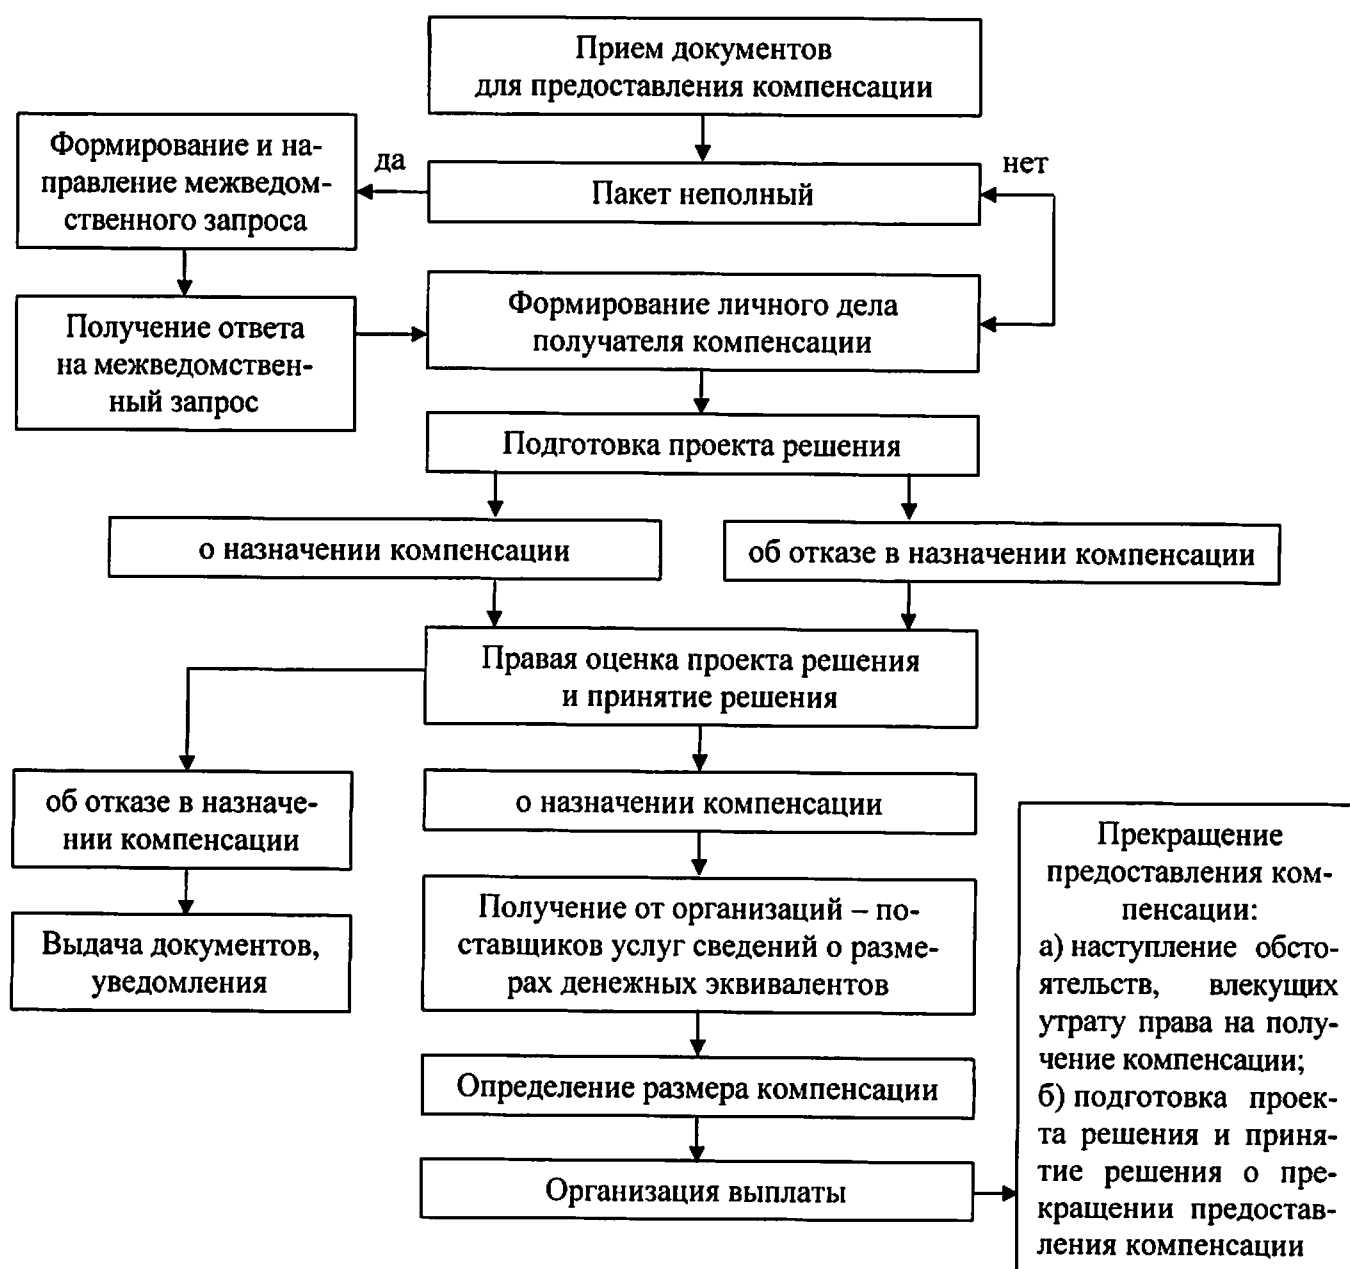 Прием документов
для предоставления компенсации
Формирование и на-
правление межведом-
ственного запроса
да
Пакет неполный
нет
Получение ответа
на межведомствен-
ный запрос
Формирование личного дела
получателя компенсации
Подготовка проекта решения
о назначении компенсации
об отказе в назначении компенсации
Правая оценка проекта решения
и принятие решения
об отказе в назначе-
нии компенсации
о назначении компенсации
Выдача документов,
уведомления
Получение от организаций – по-
ставщиков услуг сведений о разме-
рах денежных эквивалентов
Определение размера компенсации
Организация выплаты
Прекращение
предоставления ком-
пенсации:
а) наступление обсто-
ятельств, влекущих
утрату права на полу-
чение компенсации;
б) подготовка проек-
та решения и приня-
тие решения о пре-
кращении предостав-
ления компенсации